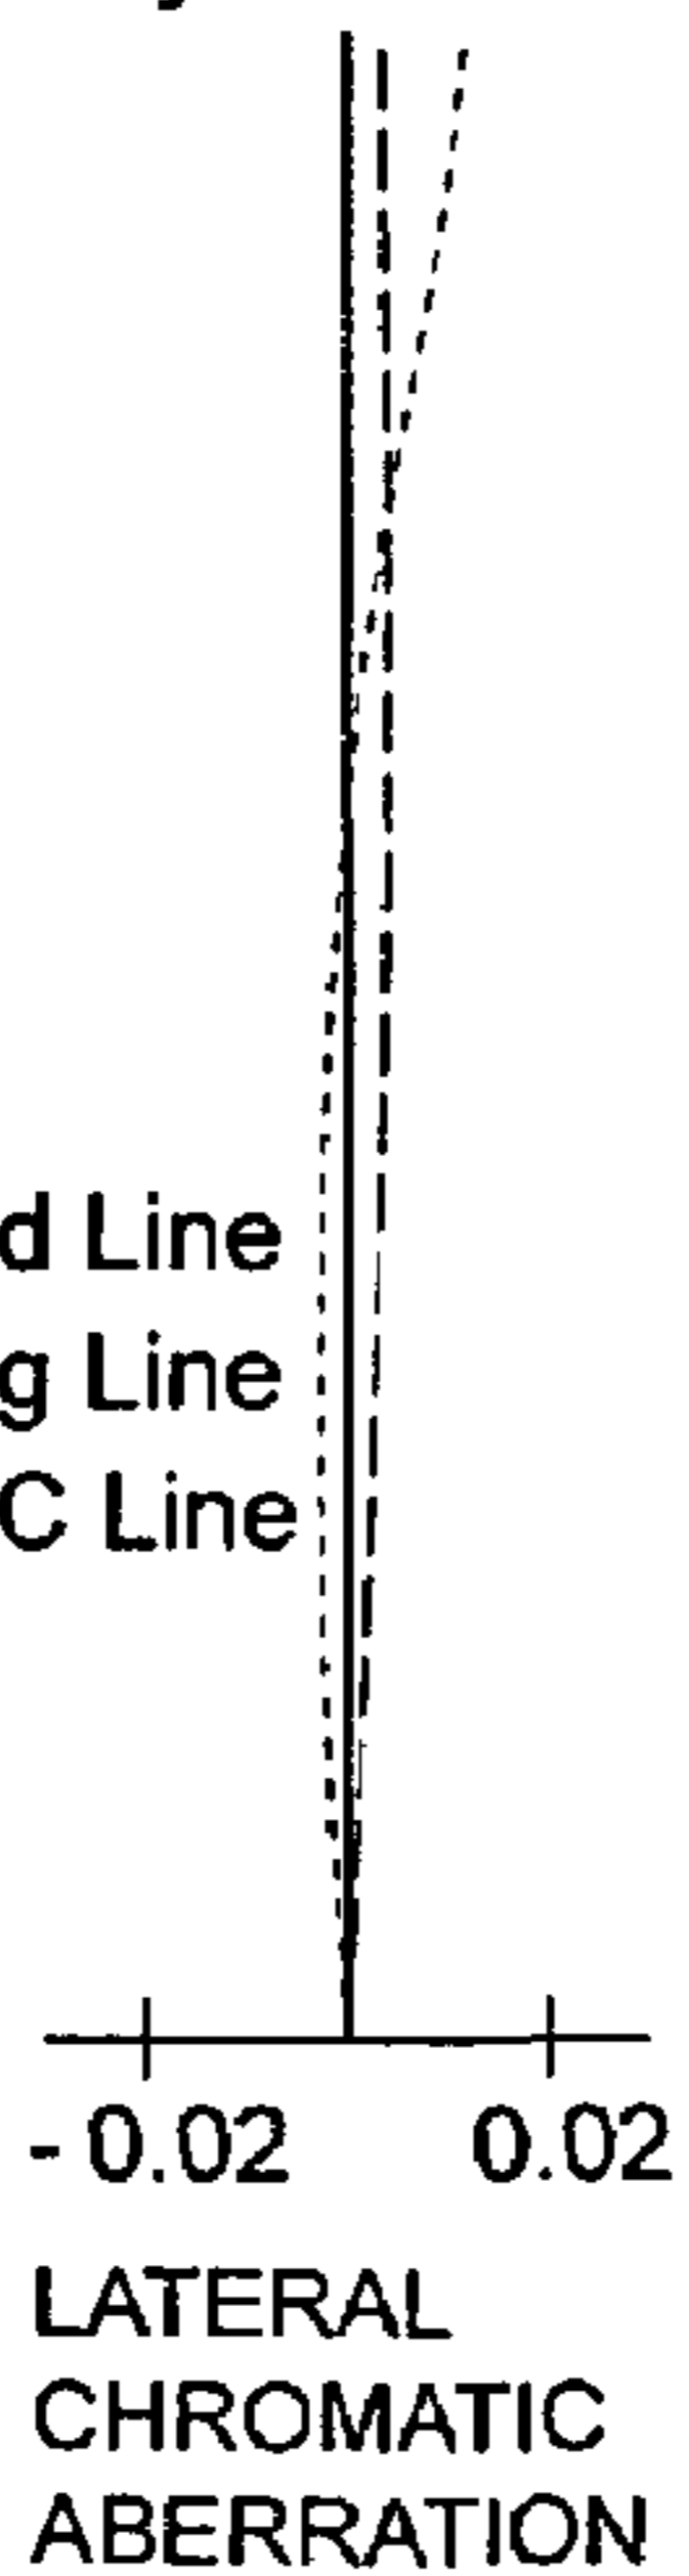 d Line
g Line
C Line
- 0.02 0.02
LATERAL
CHROMATIC
ABERRATION